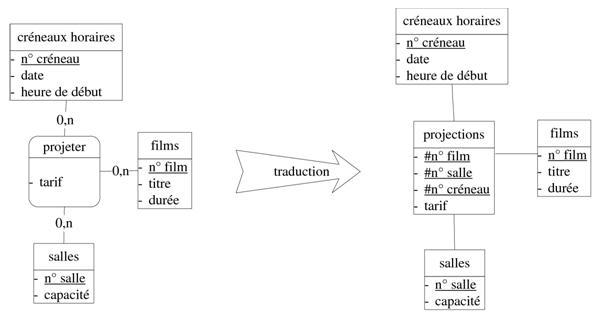 créneaux horaires
- n° créneau
- date
- heure de début
0,n
projeter
- tarif
0,n
films
- n° film
- titre
- durée
0,n
salles
- n° salle
- capacité
traduction
créneaux horaires
- n° créneau
- date
- heure de début
projections
- #n° film
- #n° salle
- #n° créneau
- tarif
films
- n° film
- titre
- durée
salles
- n° salle
- capacité